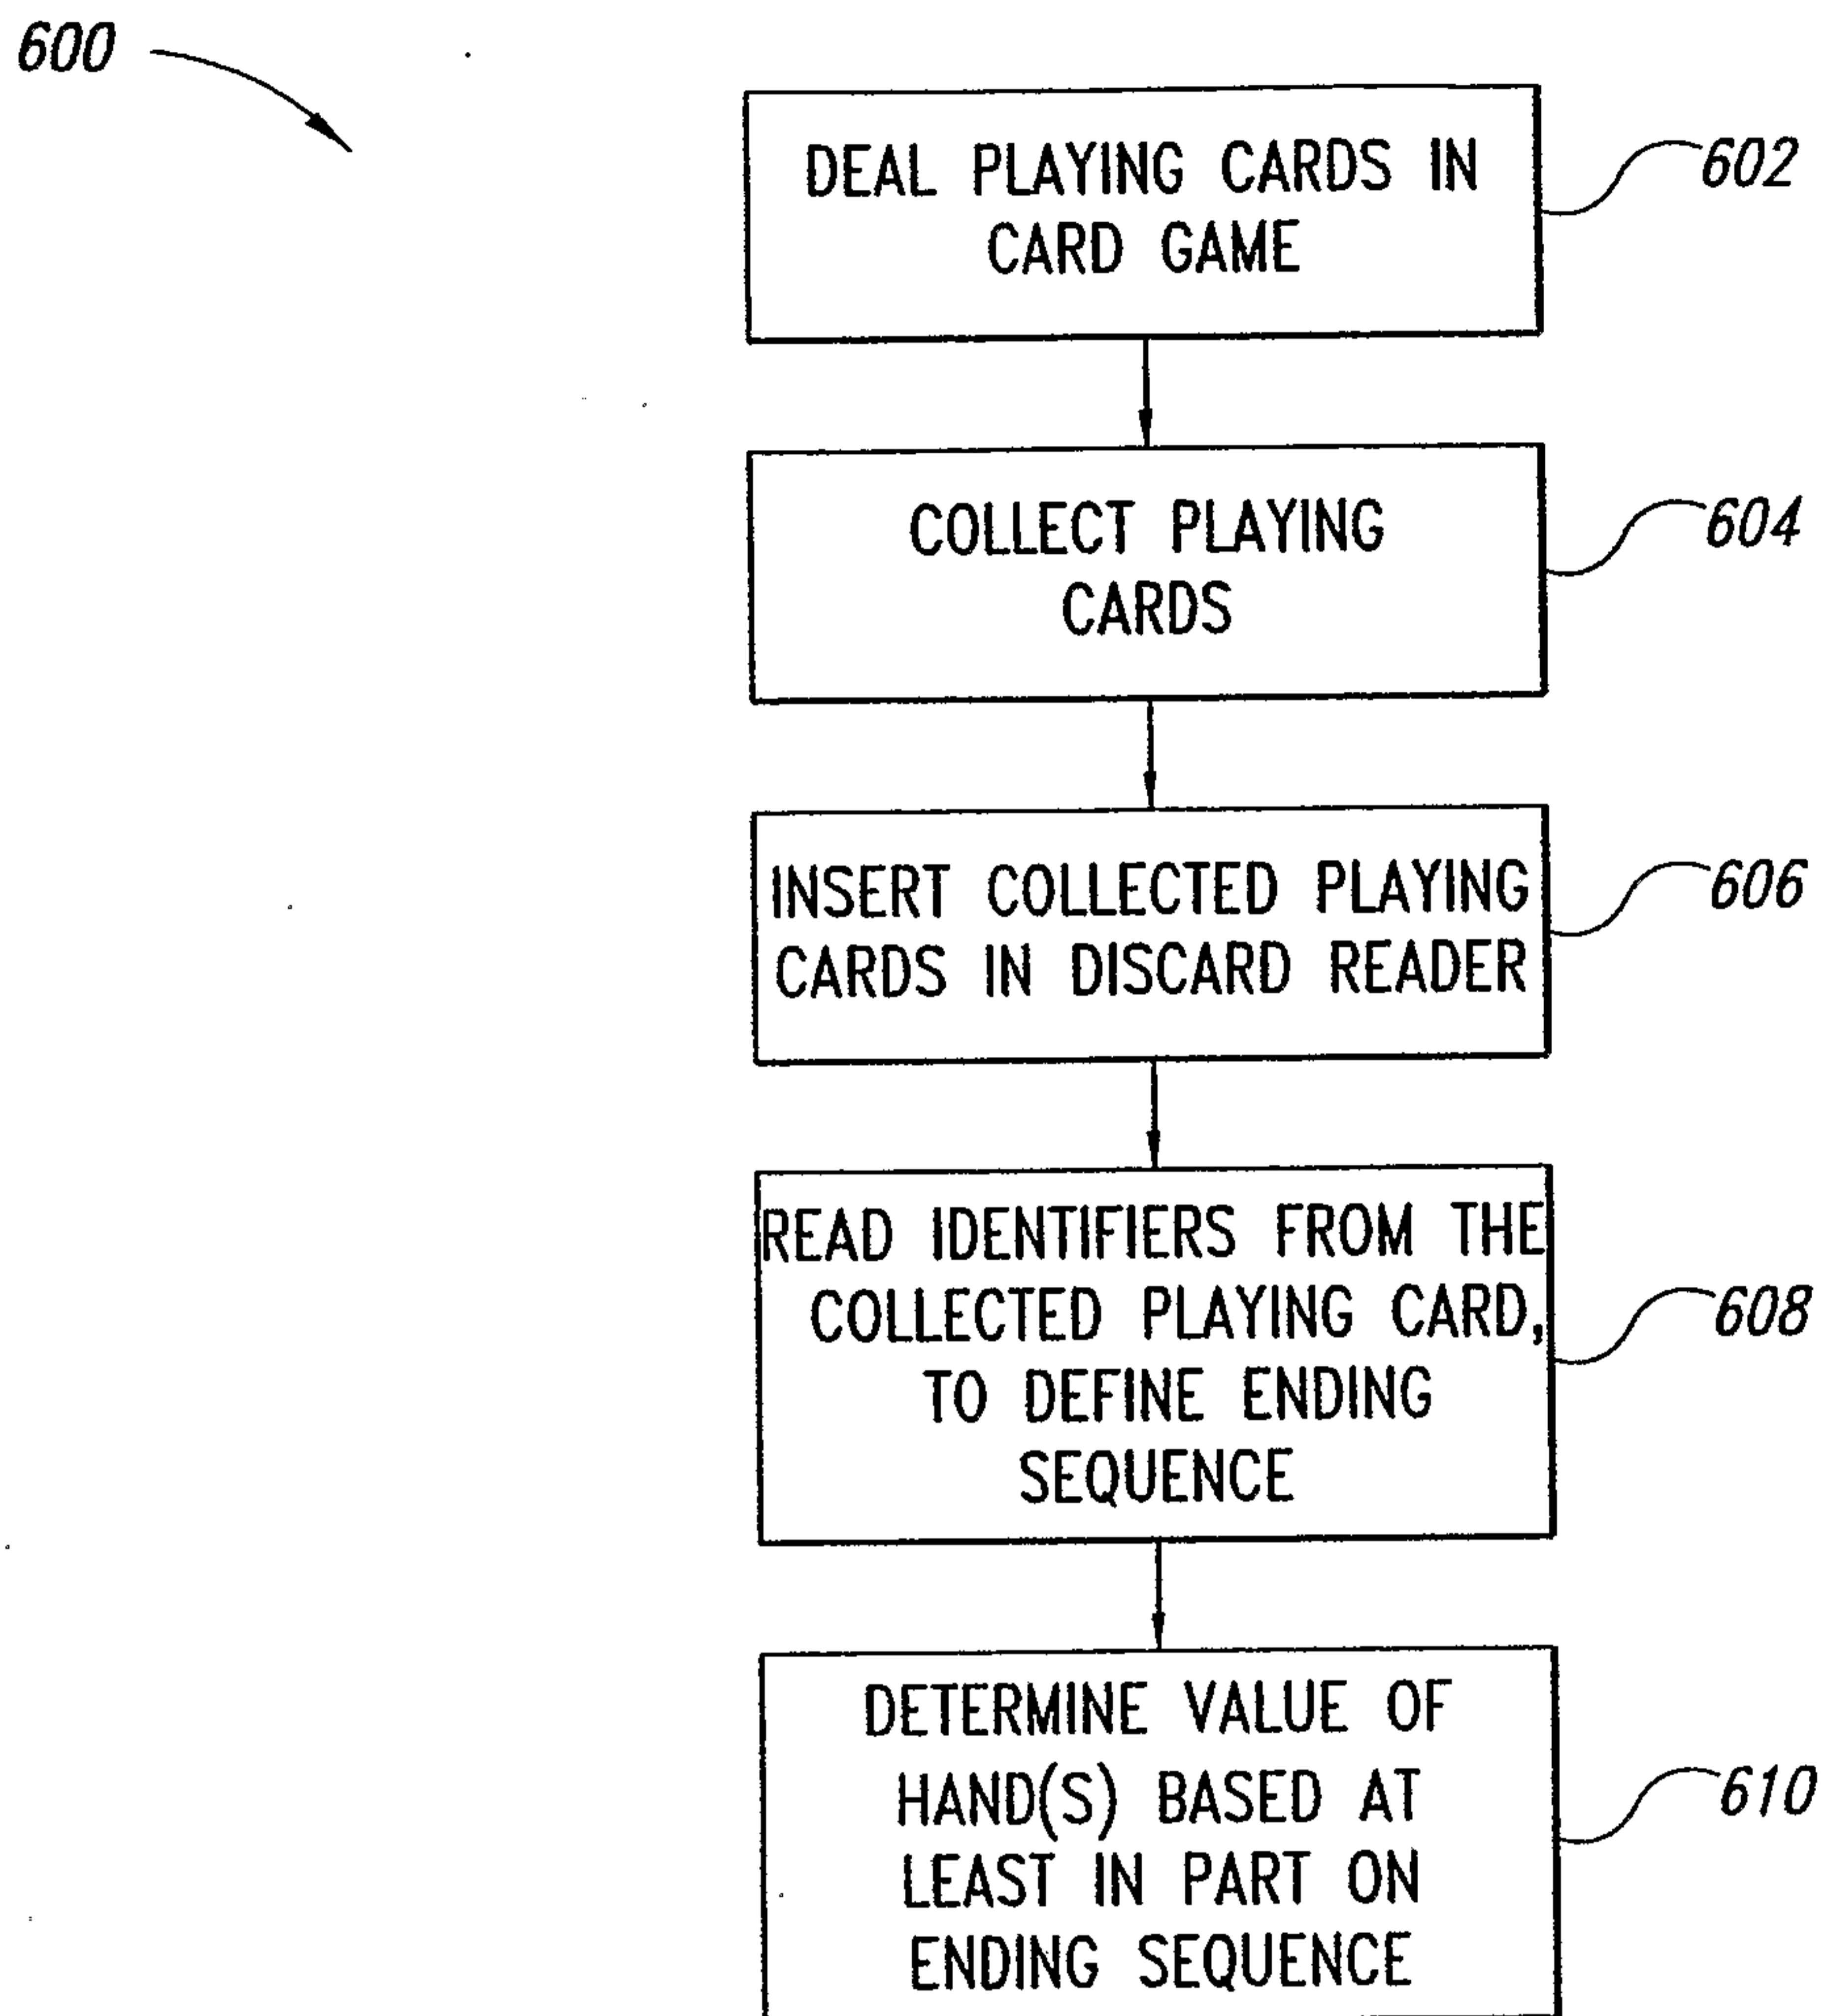 600
DEAL PLAYING CARDS IN
CARD GAME
602
COLLECT PLAYING
CARDS
604
INSERT COLLECTED PLAYING
CARDS IN DISCARD READER
606
READ IDENTIFIERS FROM THE
COLLECTED PLAYING CARD,
TO DEFINE ENDING
SEQUENCE
608
DETERMINE VALUE OF
HAND(S) BASED AT
LEAST IN PART ON
ENDING SEQUENCE
610